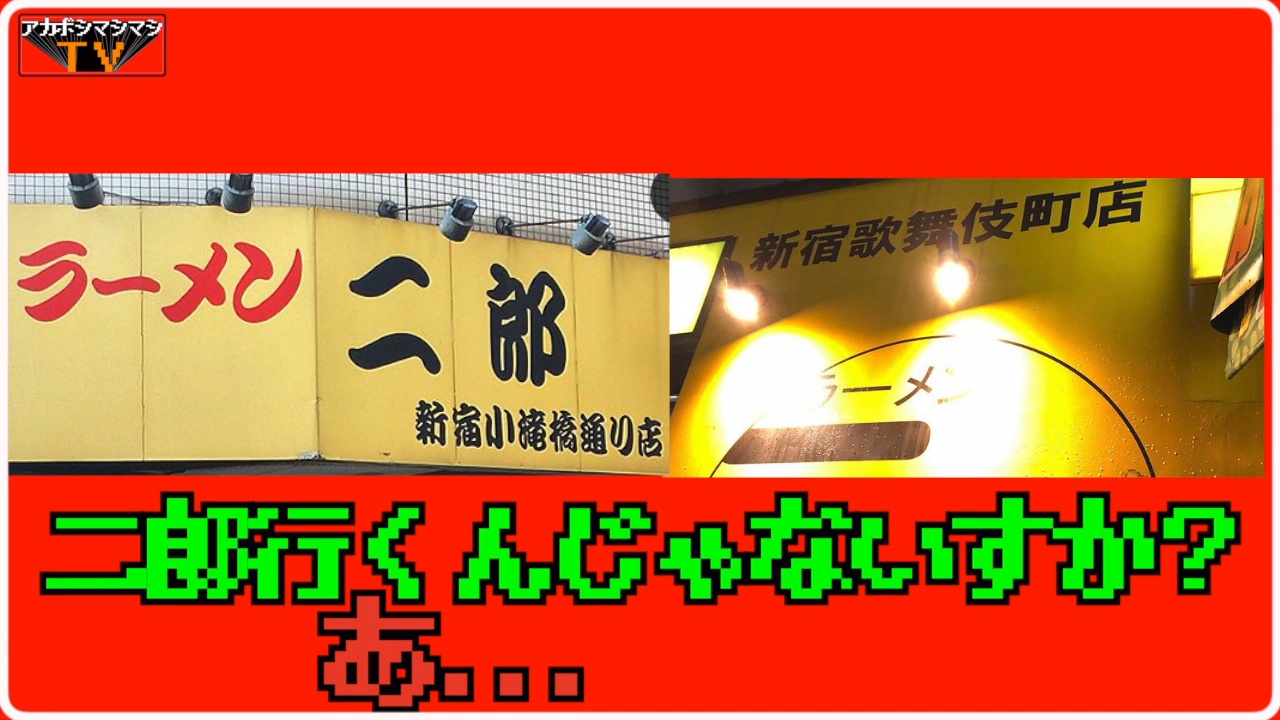 アカボシマシマシ
TV
ラーメン 二郎
新宿小滝橋通り店
新宿歌舞伎町店
ラーメン
二郎行くんじゃないすか?
あ...